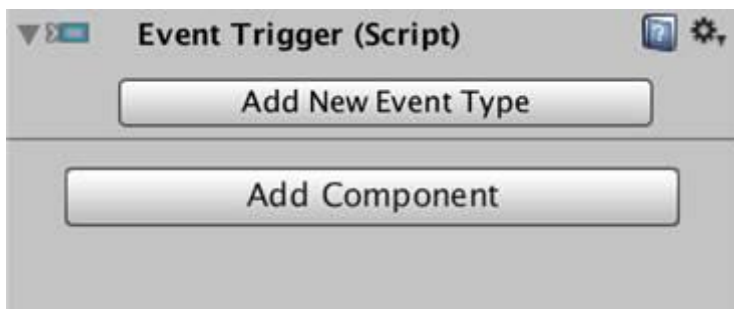 Event Trigger (Script)
Add New Event Type
Add Component